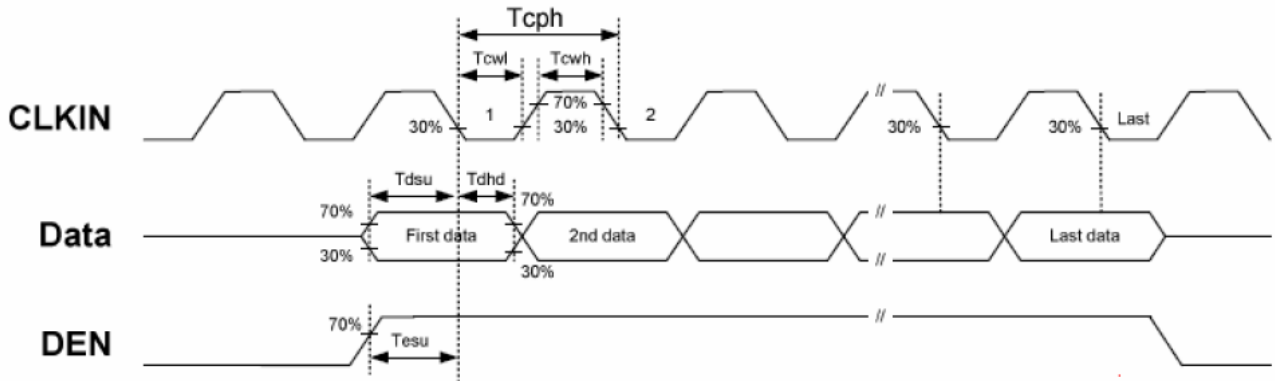 Tcph
Tcwl Tcwh
CLKIN 30% 1 70% 30% 2 // 30% 30% Last
Tdsu Tdhd
Data 70% 30% First data 70% 30% 2nd data // // Last data
DEN 70% Tesu //